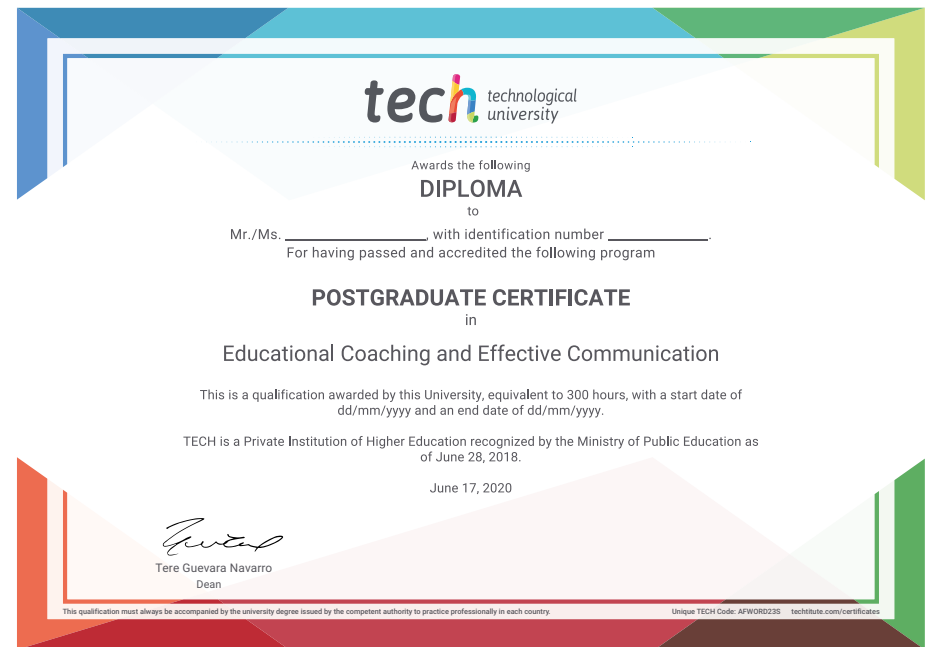 tech technological
university
Awards the following
DIPLOMA
to
Mr./Ms. ____________________, with identification number ______________.
For having passed and accredited the following program
POSTGRADUATE CERTIFICATE
in
Educational Coaching and Effective Communication
This is a qualification awarded by this University, equivalent to 300 hours, with a start date of
dd/mm/yyyy and an end date of dd/mm/yyyy.
TECH is a Private Institution of Higher Education recognized by the Ministry of Public Education as
of June 28, 2018.
June 17, 2020
Tere Guevara Navarro
Dean
This qualification must always be accompanied by the university degree issued by the competent authority to practice professionally in each country. Unique TECH Code: AFWORD23S techtitute.com/certificates